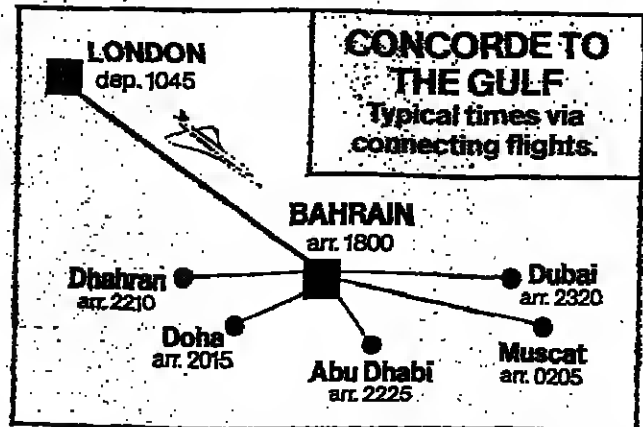 LONDON
dep. 1045
CONCORDE TO
THE GULF
Typical times via
connecting flights.
BAHRAIN
arr. 1800
Dhahran
arr. 2210
Doha
arr. 2015
Abu Dhabi
arr. 2225
Dubai
arr. 2320
Muscat
arr. 0205